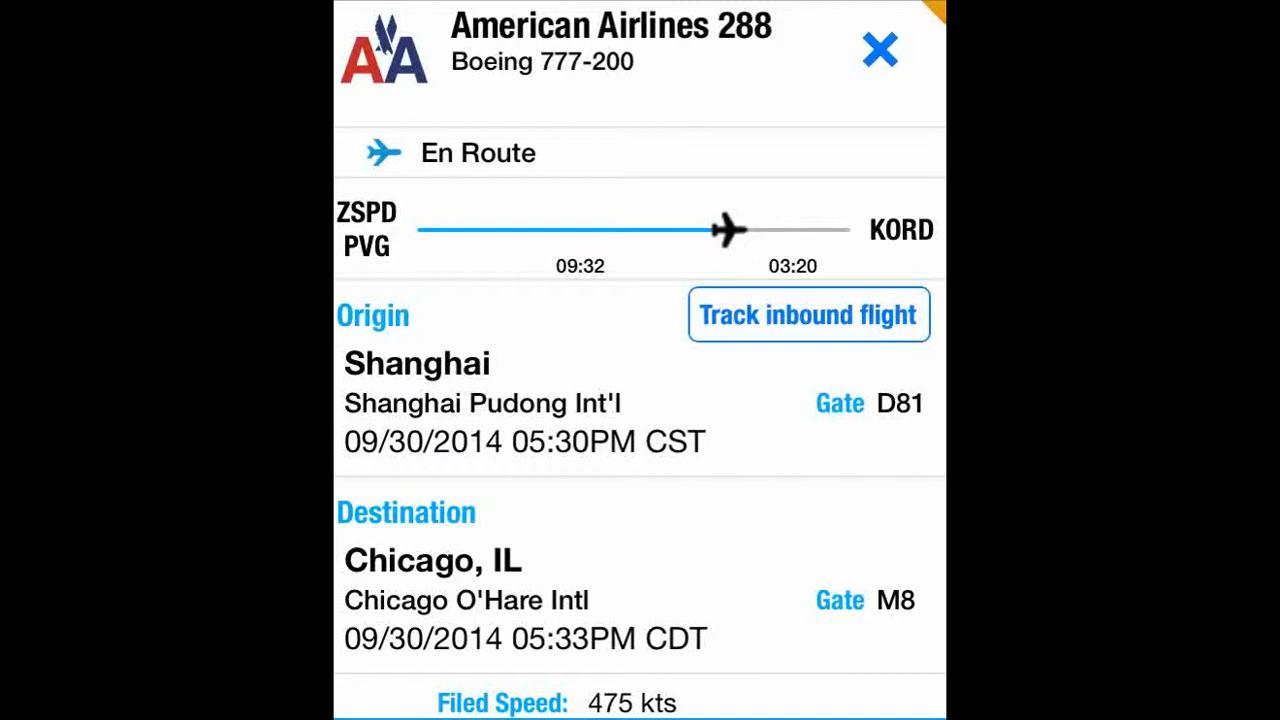 AA
American Airlines 288
Boeing 777-200
En Route
ZSPD
PVG
KORD
09:32 03:20
Origin
Track inbound flight
Shanghai
Shanghai Pudong Int'l Gate D81
09/30/2014 05:30PM CST
Destination
Chicago, IL
Chicago O'Hare Intl Gate M8
09/30/2014 05:33PM CDT
Filed Speed: 475 kts